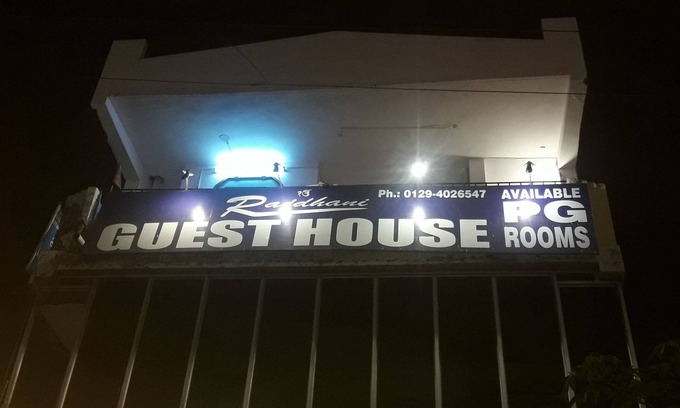 ੴ
Rajdhani
Ph.: 0129-4026547
GUEST HOUSE
AVAILABLE
PG
ROOMS